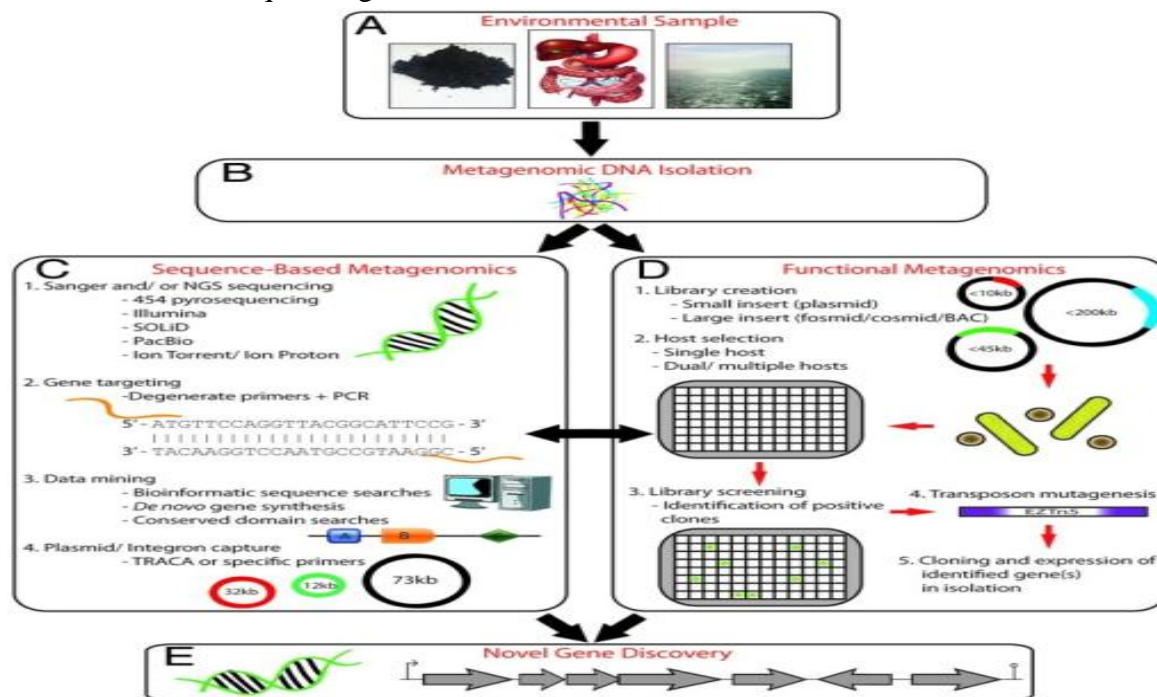 A
Environmental Sample
B
Metagenomic DNA Isolation
C
Sequence-Based Metagenomics
1. Sanger and/ or NGS sequencing
- 454 pyrosequencing
- Illumina
- SOLiD
- PacBio
- Ion Torrent/ Ion Proton
2. Gene targeting
-Degenerate primers + PCR
5'- ATGTTCCAGGTTACGGCATTCCG - 3'
3'- TACAAGGTCCAATGCCGTAAGGC - 5'
3. Data mining
- Bioinformatic sequence searches
- De novo gene synthesis
- Conserved domain searches
A
B
4. Plasmid/ Integron capture
- TRACA or specific primers
32kb
12kb
73kb
D
Functional Metagenomics
1. Library creation
- Small insert (plasmid)
- Large insert (fosmid/cosmid/BAC)
<10kb
<200kb
<45kb
2. Host selection
- Single host
- Dual/ multiple hosts
3. Library screening
- Identification of positive
clones
4. Transposon mutagenesis
EZTn5
5. Cloning and expression of
identified gene(s)
in isolation
E
Novel Gene Discovery